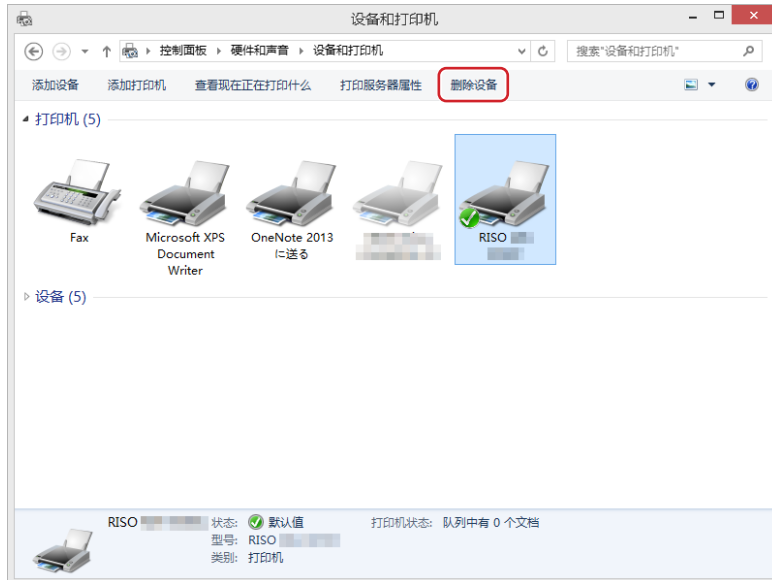 设备和打印机
控制面板 硬件和声音 设备和打印机
搜索"设备和打印机"
添加设备 添加打印机 查看现在正在打印什么 打印服务器属性 删除设备
打印机 (5)
Fax
Microsoft XPS
Document
Writer
OneNote 2013
に送る
RISO
设备 (5)
RISO 状态: 默认值 打印机状态: 队列中有 0 个文档
型号: RISO
类别: 打印机